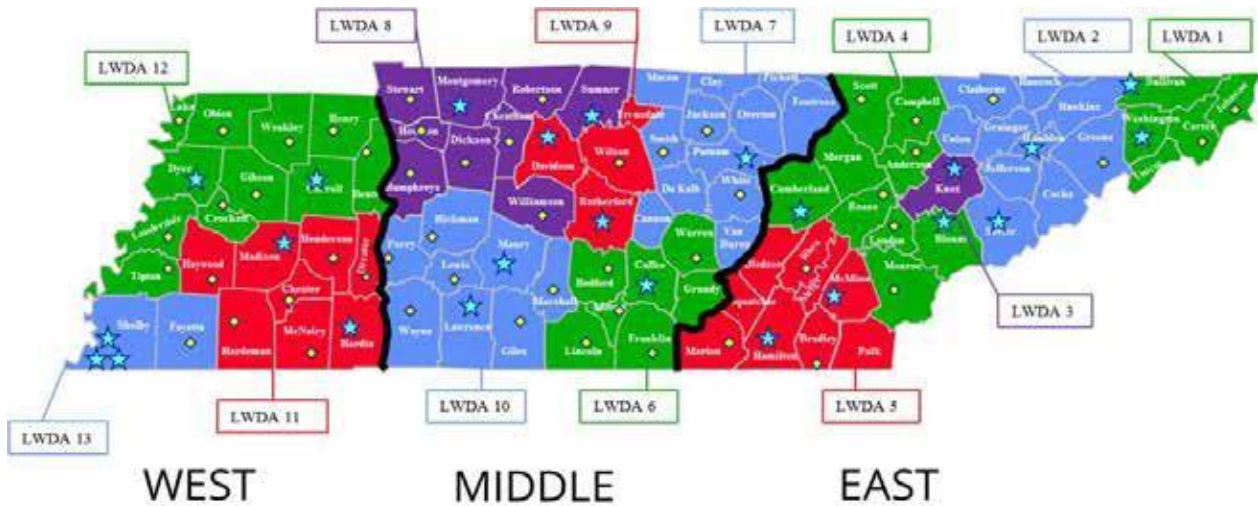 LWDA 8
LWDA 9
LWDA 7
LWDA 4
LWDA 2
LWDA 1
LWDA 12
Lake
Obion
Weakley
Henry
Dyer
Gibson
Carroll
Crockett
Lauderdale
Tipton
Haywood
Madison
Henderson
Decatur
Chester
Shelby
Fayette
Hardeman
McNairy
Hardin
Stewart
Montgomery
Robertson
Sumner
Cheatham
Houston
Dickson
Humphreys
Davidson
Wilson
Trousdale
Williamson
Rutherford
Hickman
Perry
Lewis
Maury
Marshall
Wayne
Lawrence
Giles
Bedford
Coffee
Warren
Grundy
Lincoln
Franklin
Macon
Clay
Pickett
Jackson
Overton
Fentress
Smith
Putnam
De Kalb
White
Cannon
Van
Buren
Scott
Campbell
Claiborne
Hancock
Hawkins
Sullivan
Johnson
Washington
Carter
Unicoi
Greene
Grainger
Hamblen
Union
Jefferson
Cocke
Sevier
Knox
Anderson
Morgan
Cumberland
Roane
Loudon
Blount
Monroe
Bledsoe
Rhea
McMinn
Marion
Hamilton
Bradley
Polk
LWDA 3
LWDA 13
LWDA 11
LWDA 10
LWDA 6
LWDA 5
WEST
MIDDLE
EAST